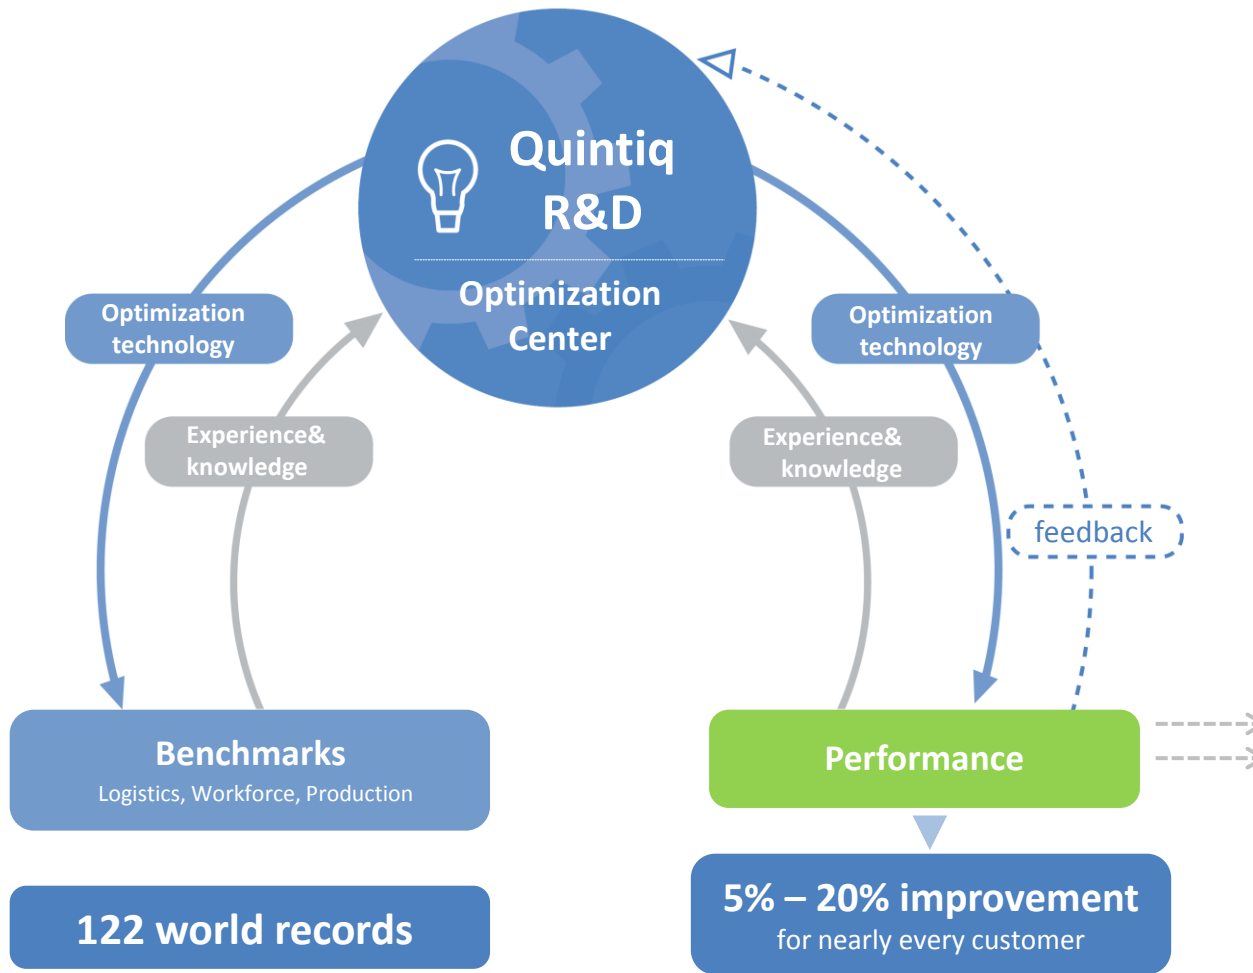 Quintiq
R&D
Optimization
Center
Optimization
technology
Experience&
knowledge
Optimization
technology
Experience&
knowledge
feedback
Benchmarks
Logistics, Workforce, Production
122 world records
Performance
5% – 20% improvement
for nearly every customer